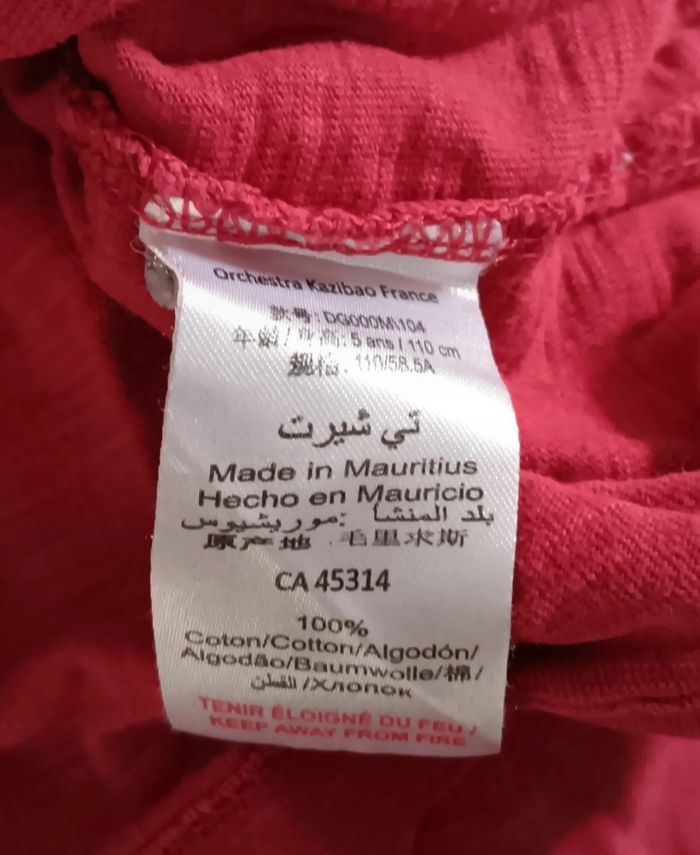 Orchestra Kazibao France
款号: DG000M\104
年龄/身高: 5 ans / 110 cm
规格. 110/58.5A
تي شيرت
Made in Mauritius
Hecho en Mauricio
بلد المنشأ: موريشيوس
原产地 .毛里求斯
CA 45314
100%
Coton/Cotton/Algodón/
Algodão/Baumwolle/棉/
القطن/Хлопок
TENIR ÉLOIGNÉ DU FEU /
KEEP AWAY FROM FIRE